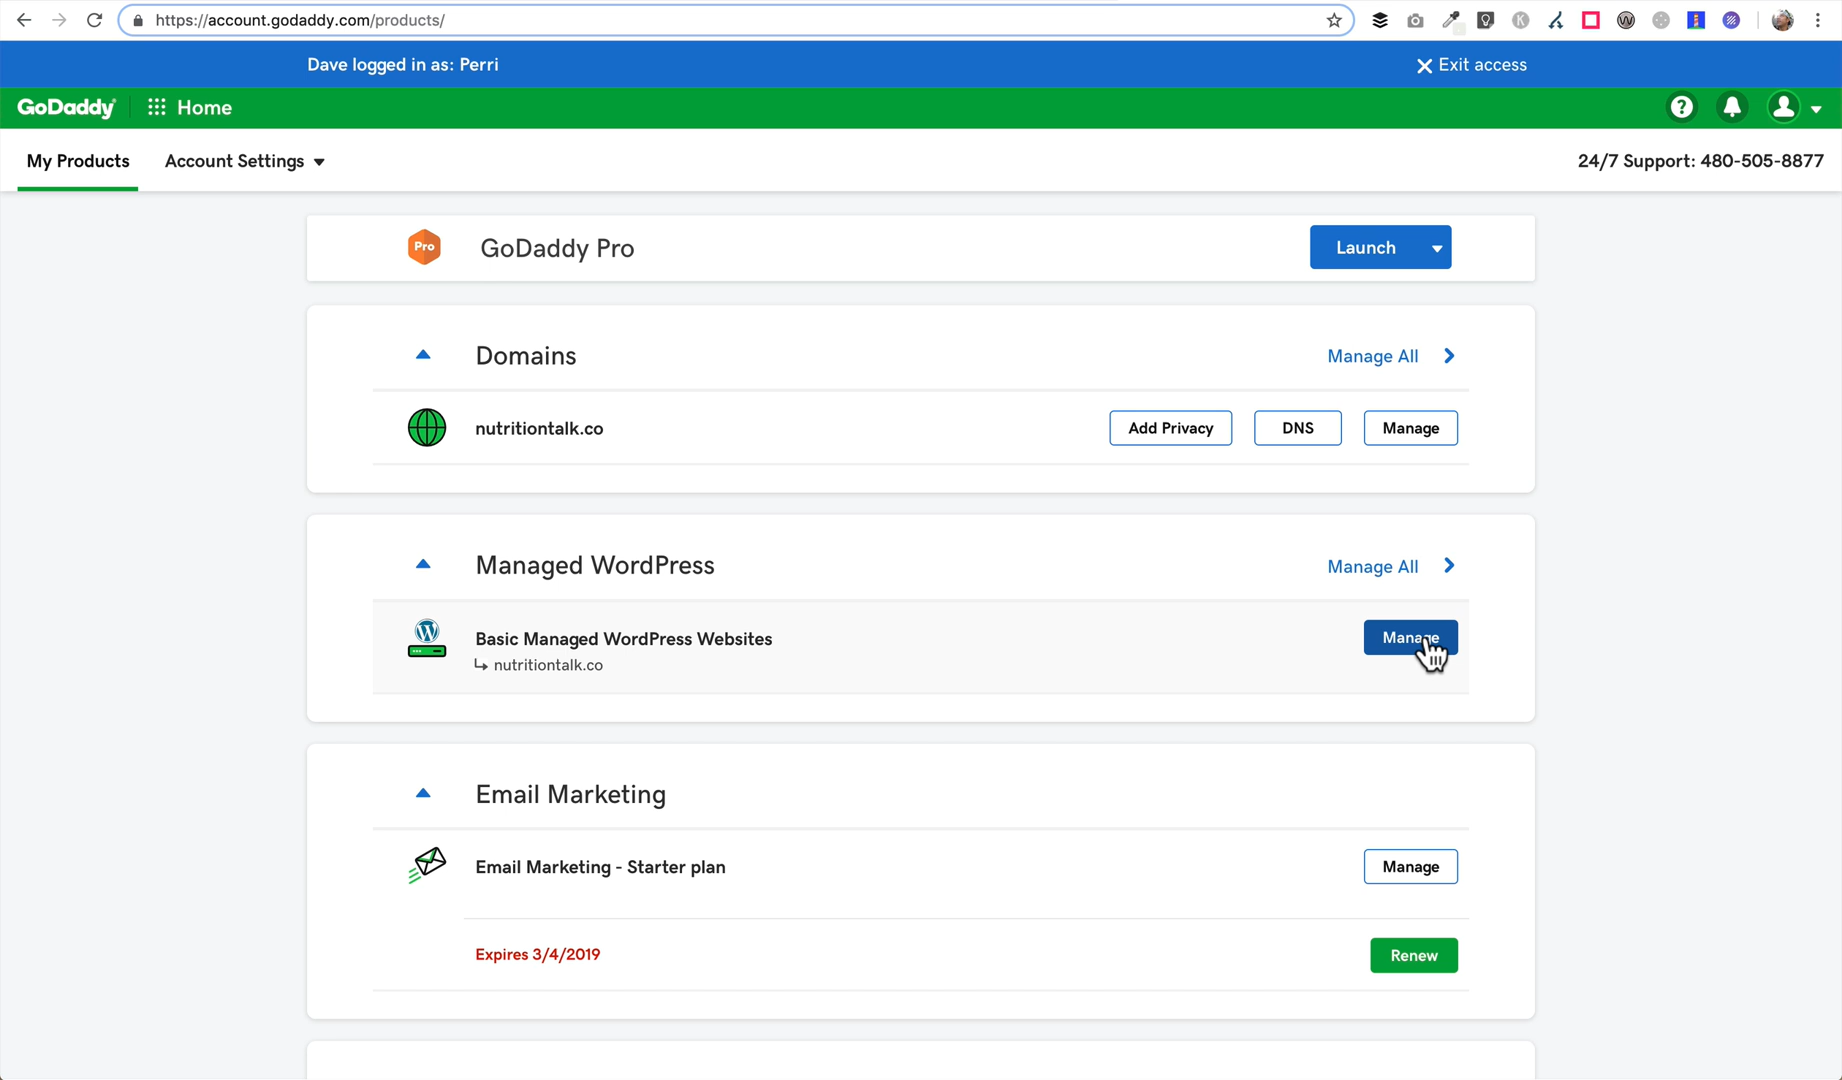 https://account.godaddy.com/products/
Dave logged in as: Perri
Exit access
GoDaddy
Home
My Products
Account Settings
24/7 Support: 480-505-8877
Pro
GoDaddy Pro
Launch
Domains
Manage All
nutritiontalk.co
Add Privacy
DNS
Manage
Managed WordPress
Manage All
Basic Managed WordPress Websites
nutritiontalk.co
Manage
Email Marketing
Email Marketing - Starter plan
Manage
Expires 3/4/2019
Renew